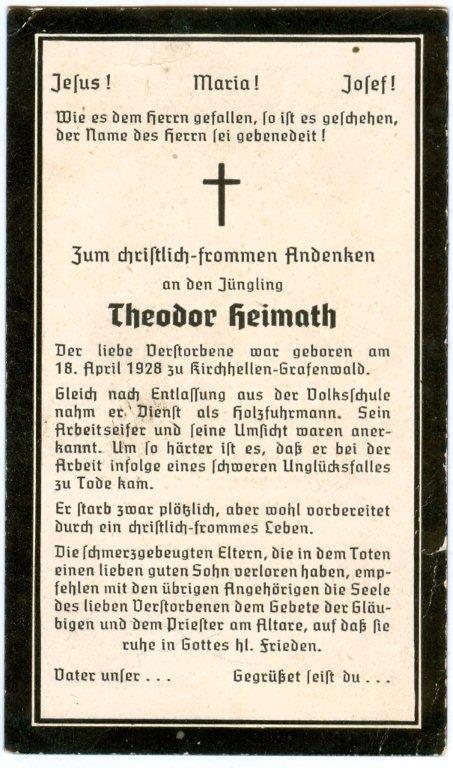 Jesus! Maria! Josef!
Wie es dem Herrn gefallen, so ist es geschehen,
der Name des Herrn sei gebenedeit!
Zum christlich-frommen Andenken
an den Jüngling
Theodor Heimath
Der liebe Verstorbene war geboren am
18. April 1928 zu Kirchhellen-Grafenwald.
Gleich nach Entlassung aus der Volksschule
nahm er Dienst als Holzfuhrmann. Sein
Arbeitseifer und seine Umsicht waren aner-
kannt. Um so härter ist es, daß er bei der
Arbeit infolge eines schweren Unglücksfalles
zu Tode kam.
Er starb zwar plötzlich, aber wohl vorbereitet
durch ein christlich-frommes Leben.
Die schmerzgebeugten Eltern, die in dem Toten
einen lieben guten Sohn verloren haben, emp-
fehlen mit den übrigen Angehörigen die Seele
des lieben Verstorbenen dem Gebete der Gläu-
bigen und dem Priester am Altare, auf daß sie
ruhe in Gottes hl. Frieden.
Vater unser . . . Gegrüßet seist du . . .